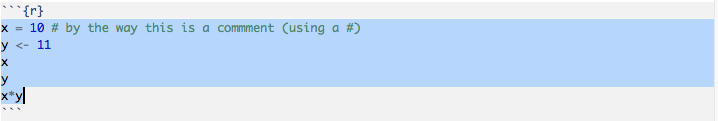 ```{r}
x = 10 # by the way this is a commment (using a #)
y <- 11
x
y
x*y
```